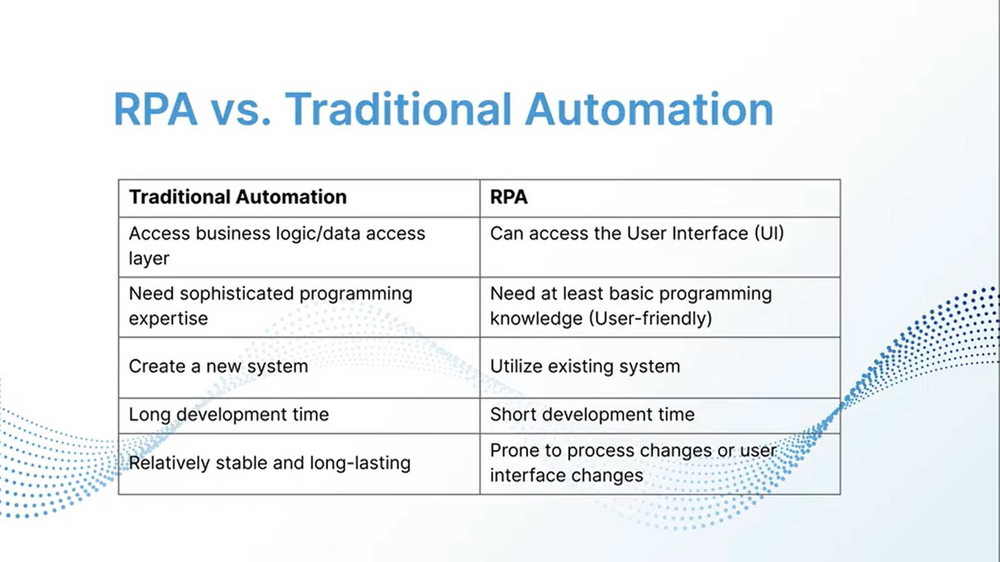 RPA vs. Traditional Automation
Traditional Automation
RPA
Access business logic/data access
layer
Can access the User Interface (UI)
Need sophisticated programming
expertise
Need at least basic programming
knowledge (User-friendly)
Create a new system
Utilize existing system
Long development time
Short development time
Relatively stable and long-lasting
Prone to process changes or user
interface changes